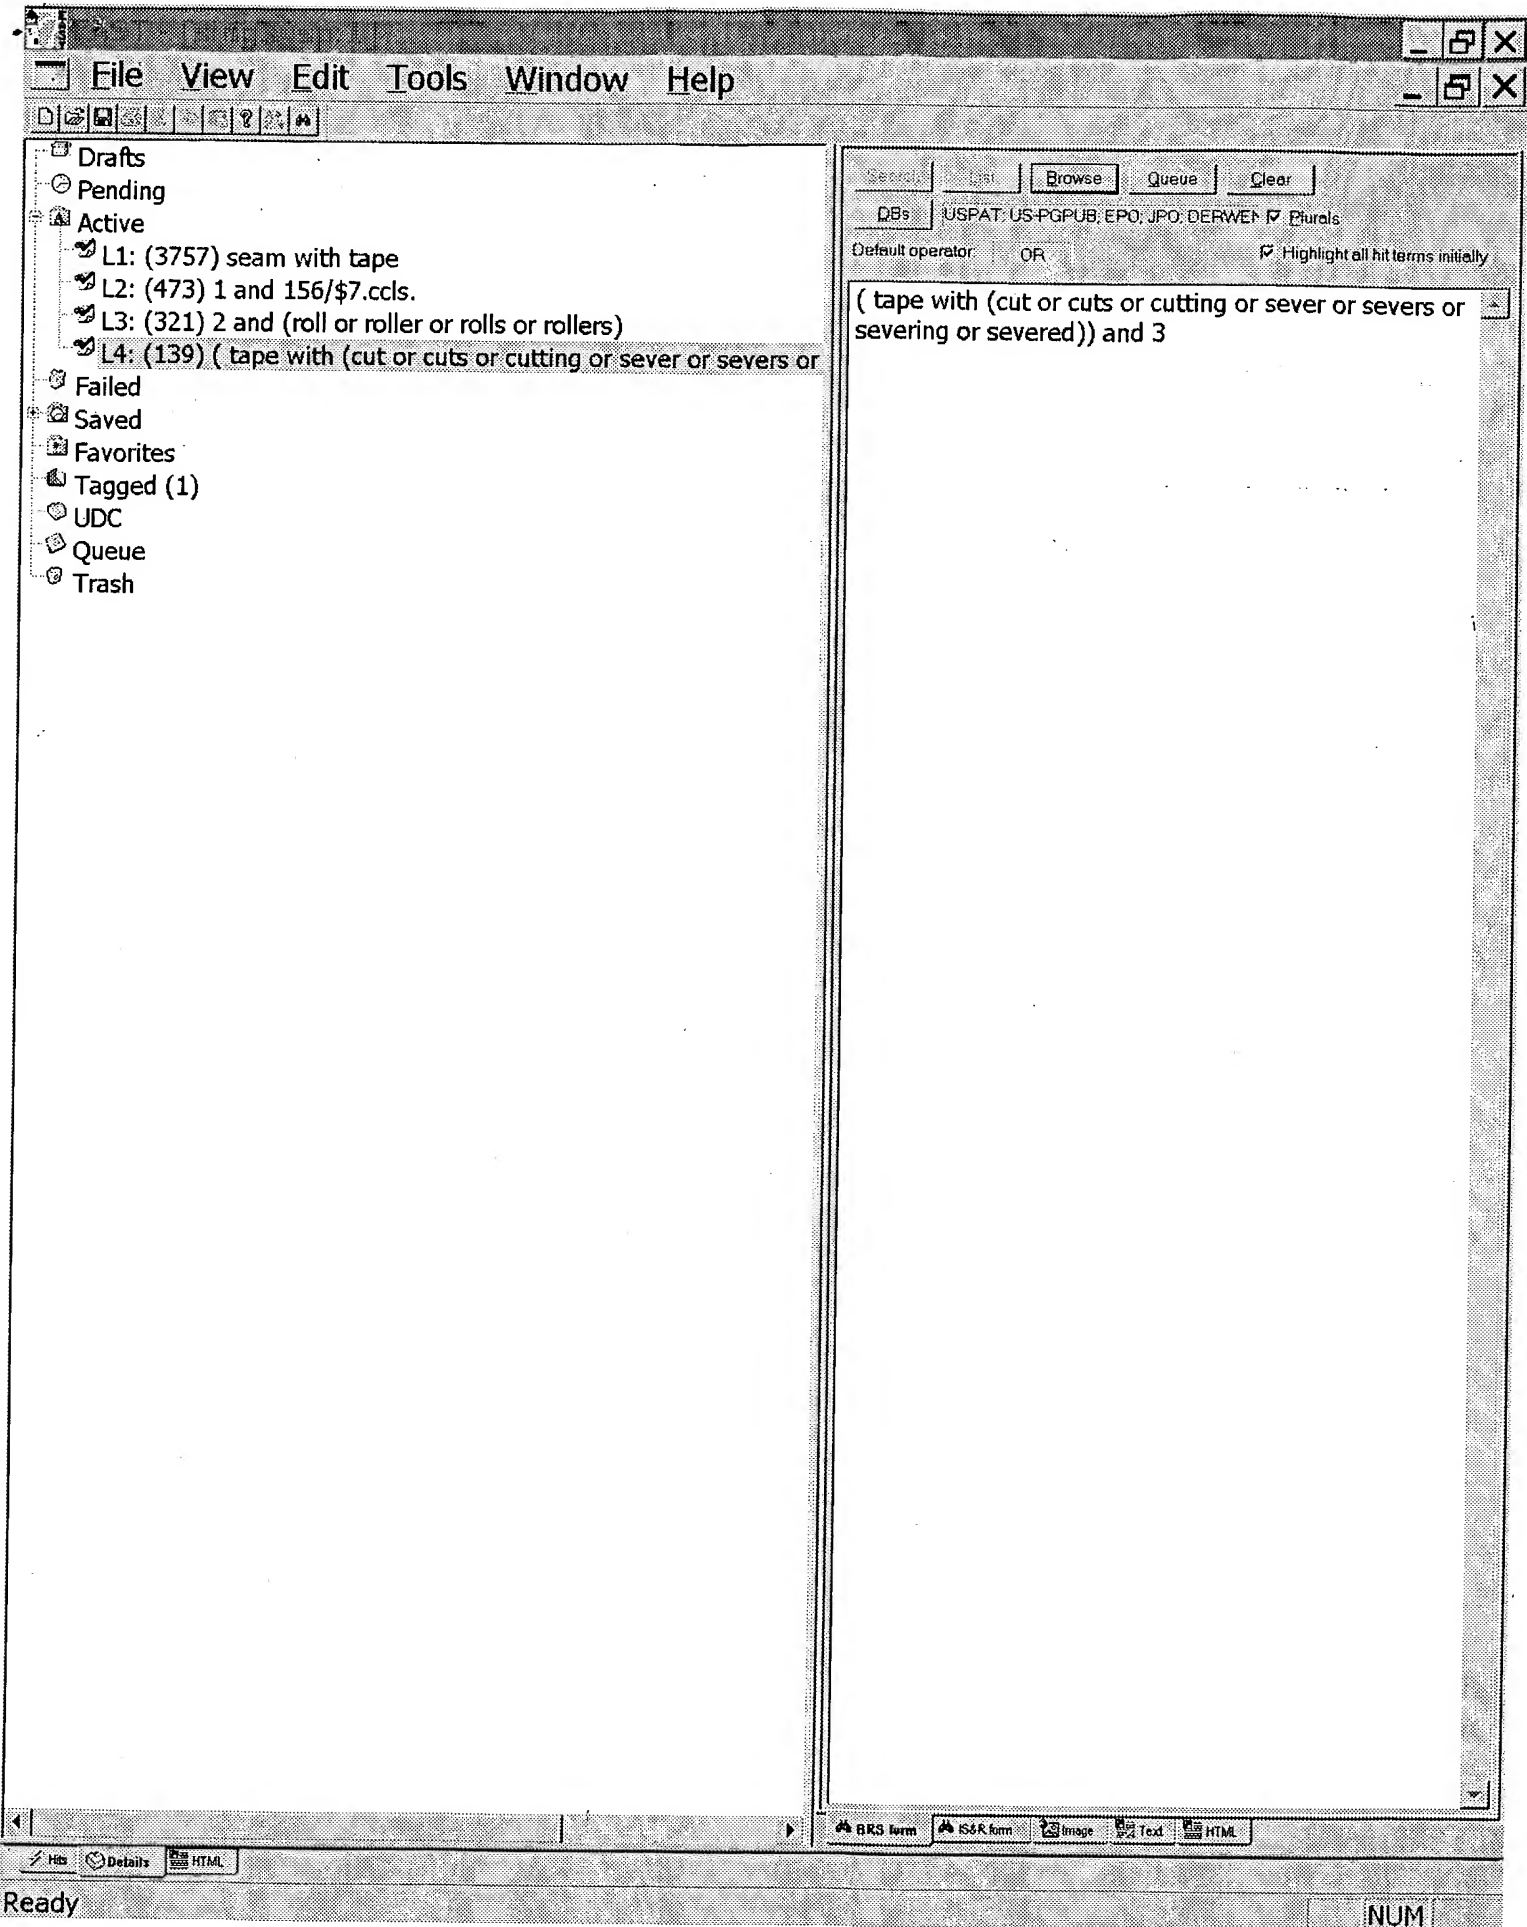 File View Edit Tools Window Help
Drafts
Pending
Active
L1: (3757) seam with tape
L2: (473) 1 and 156/$7.ccls.
L3: (321) 2 and (roll or roller or rolls or rollers)
L4: (139) ( tape with (cut or cuts or cutting or sever or severs or
Failed
Saved
Favorites
Tagged (1)
UDC
Queue
Trash
Search List Browse Queue Clear
DBs USPAT; US-PGPUB; EPO; JPO; DERWEN Plurals
Default operator: OR Highlight all hit terms initially
( tape with (cut or cuts or cutting or sever or severs or
severing or severed)) and 3
BRS form IS&R form Image Text HTML
Hits Details HTML
Ready NUM